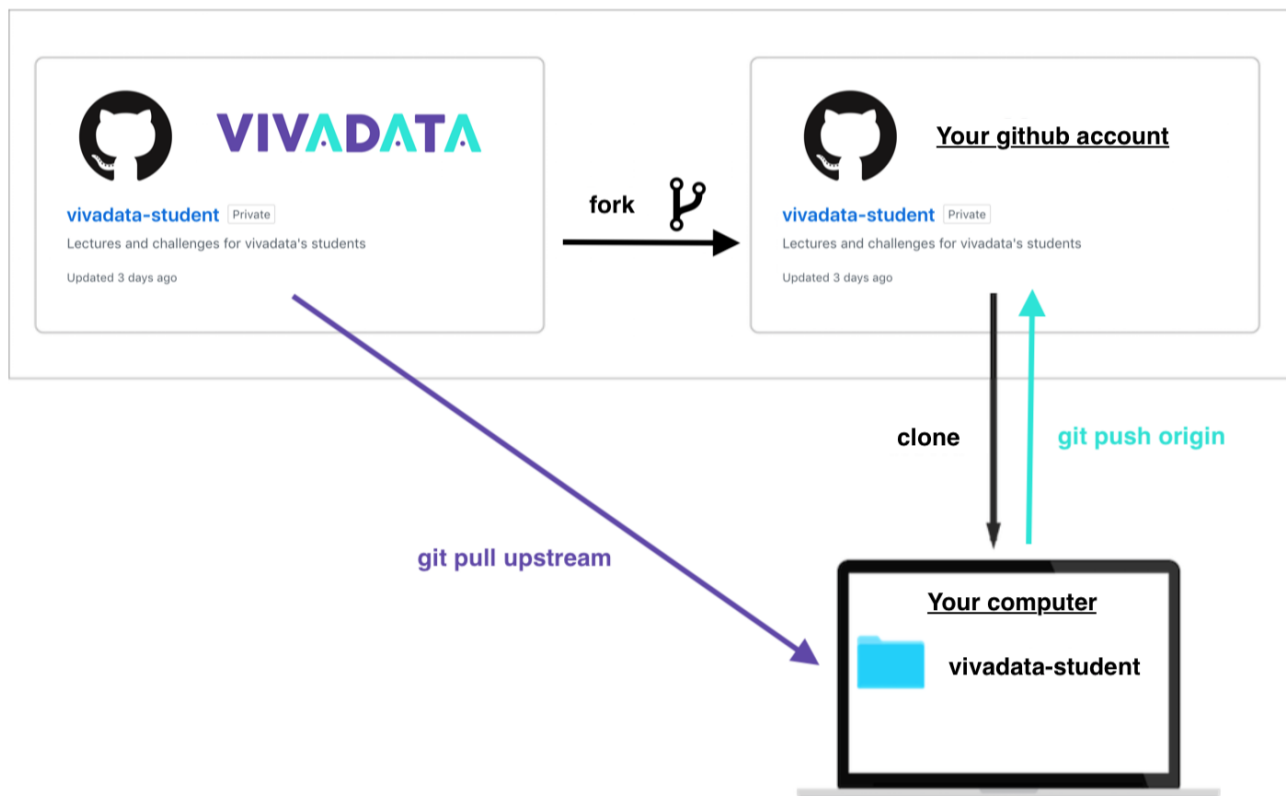 VIVADATA
vivadata-student Private
Lectures and challenges for vivadata's students
Updated 3 days ago
fork
Your github account
vivadata-student Private
Lectures and challenges for vivadata's students
Updated 3 days ago
clone
git push origin
git pull upstream
Your computer
vivadata-student